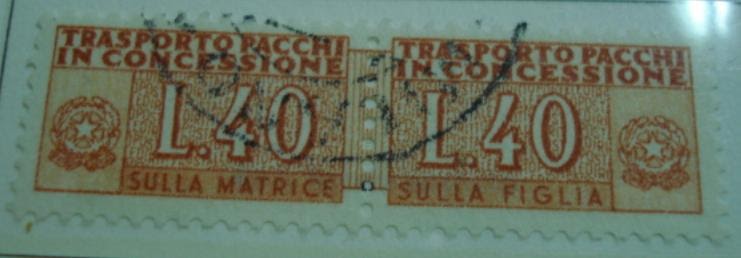 TRASPORTO PACCHI
IN CONCESSIONE
L.40
SULLA MATRICE
TRASPORTO PACCHI
IN CONCESSIONE
L.40
SULLA FIGLIA